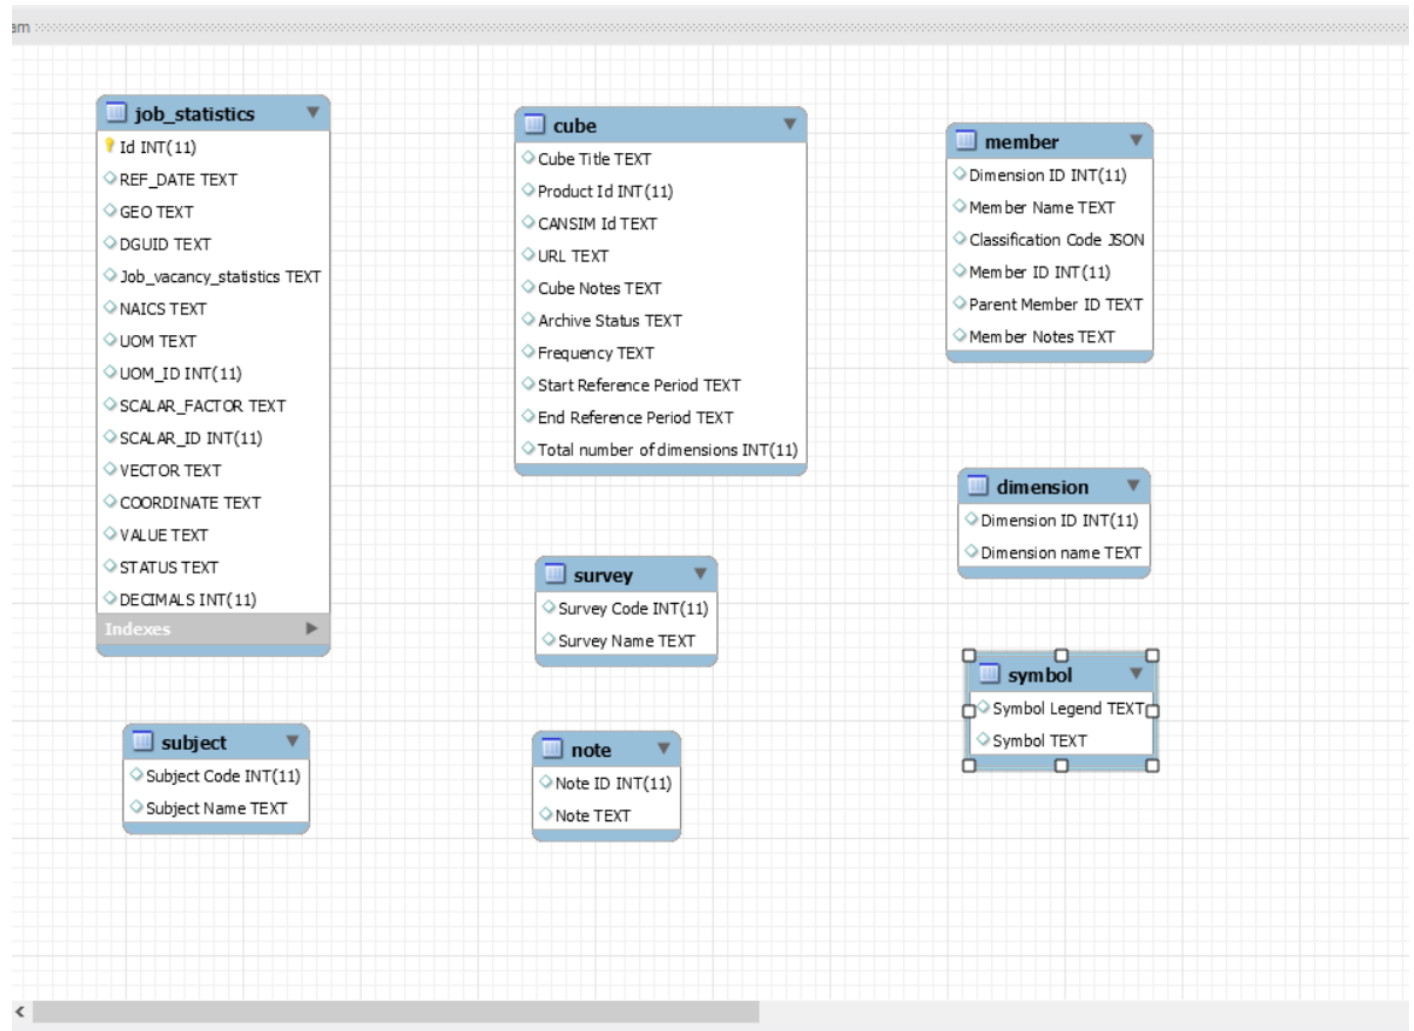 am
job_statistics
Id INT(11)
REF_DATE TEXT
GEO TEXT
DGUID TEXT
Job_vacancy_statistics TEXT
NAICS TEXT
UOM TEXT
UOM_ID INT(11)
SCALAR_FACTOR TEXT
SCALAR_ID INT(11)
VECTOR TEXT
COORDINATE TEXT
VALUE TEXT
STATUS TEXT
DECIMALS INT(11)
Indexes
subject
Subject Code INT(11)
Subject Name TEXT
cube
Cube Title TEXT
Product Id INT(11)
CANSIM Id TEXT
URL TEXT
Cube Notes TEXT
Archive Status TEXT
Frequency TEXT
Start Reference Period TEXT
End Reference Period TEXT
Total number of dimensions INT(11)
survey
Survey Code INT(11)
Survey Name TEXT
note
Note ID INT(11)
Note TEXT
member
Dimension ID INT(11)
Member Name TEXT
Classification Code JSON
Member ID INT(11)
Parent Member ID TEXT
Member Notes TEXT
dimension
Dimension ID INT(11)
Dimension name TEXT
symbol
Symbol Legend TEXT
Symbol TEXT